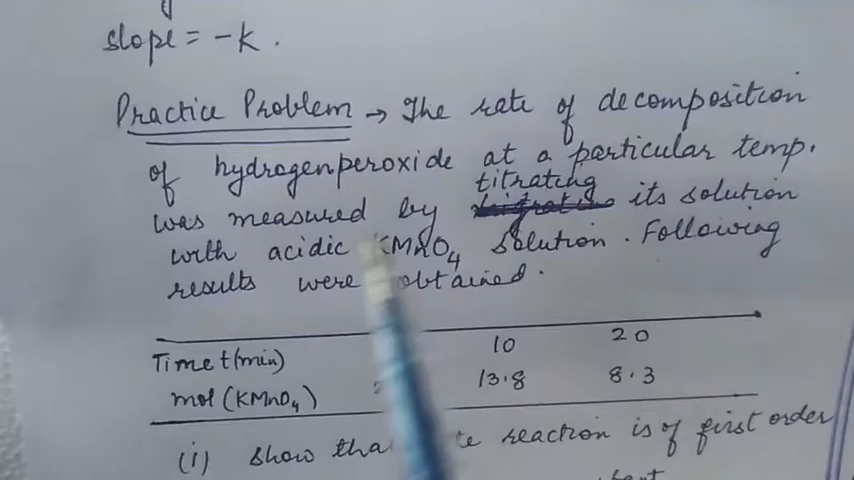 slope = -k.
Practice Problem → The rate of decomposition
of hydrogenperoxide at a particular temp.
was measured by titrating its solution
with acidic KMnO4 solution. Following
results were obtained.
Time t(min) 10 20
mol (KMnO4) 13.8 8.3
(i) show reaction is of first order